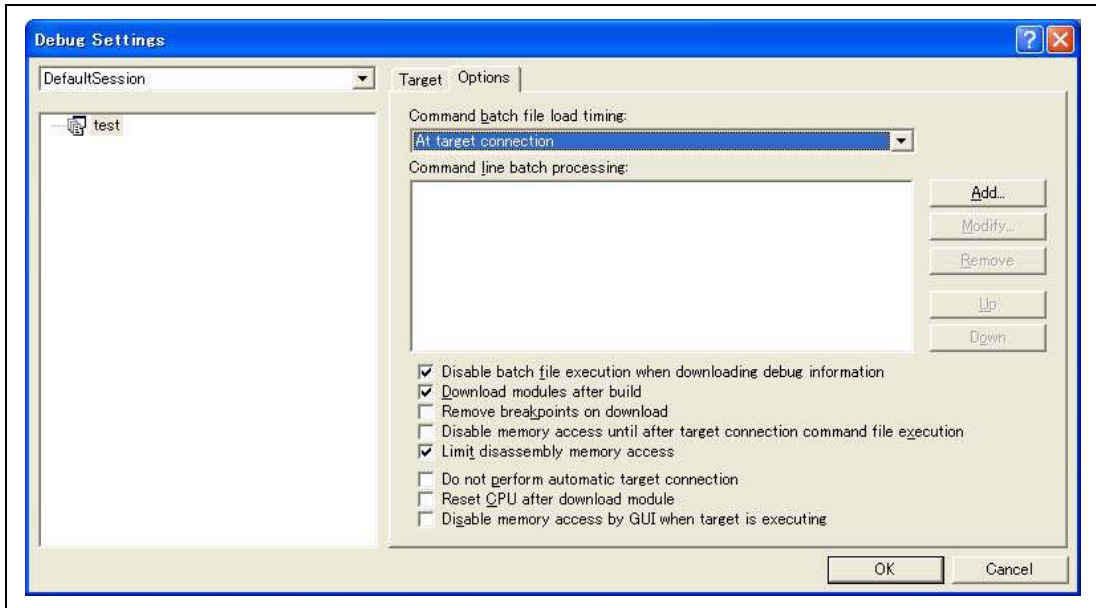 Debug Settings
DefaultSession
test
Target
Options
Command batch file load timing:
At target connection
Command line batch processing:
Add...
Modify...
Remove
Up
Down
Disable batch file execution when downloading debug information
Download modules after build
Remove breakpoints on download
Disable memory access until after target connection command file execution
Limit disassembly memory access
Do not perform automatic target connection
Reset CPU after download module
Disable memory access by GUI when target is executing
OK
Cancel